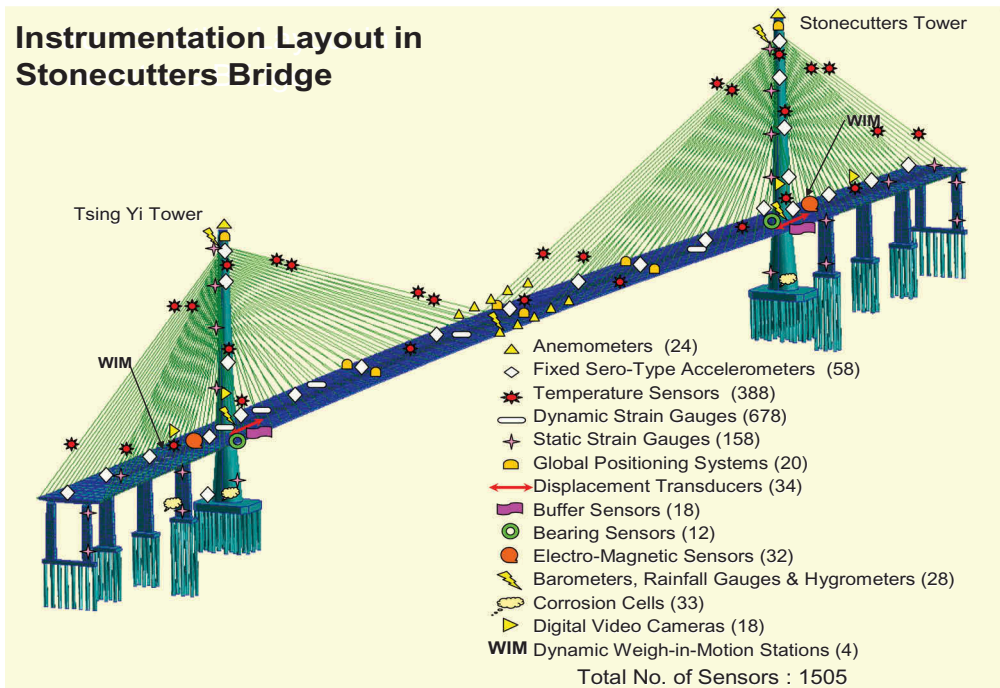 Instrumentation Layout in
Stonecutters Bridge
Stonecutters Tower
WIM
Tsing Yi Tower
WIM
Anemometers (24)
Fixed Sero-Type Accelerometers (58)
Temperature Sensors (388)
Dynamic Strain Gauges (678)
Static Strain Gauges (158)
Global Positioning Systems (20)
Displacement Transducers (34)
Buffer Sensors (18)
Bearing Sensors (12)
Electro-Magnetic Sensors (32)
Barometers, Rainfall Gauges & Hygrometers (28)
Corrosion Cells (33)
Digital Video Cameras (18)
WIM Dynamic Weigh-in-Motion Stations (4)
Total No. of Sensors : 1505